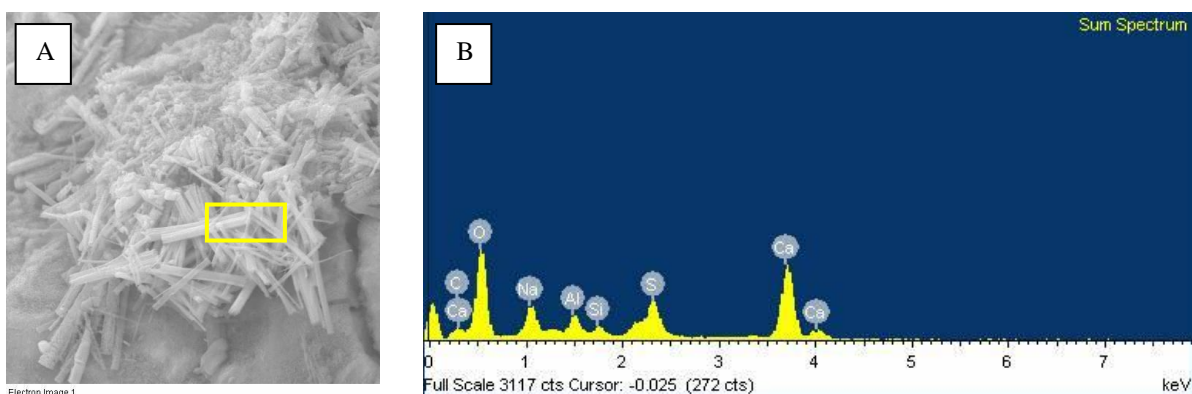 A
Electron Image 1
B
Sum Spectrum
C
Ca
O
Na
Al
Si
S
Ca
Ca
0 1 2 3 4 5 6 7
Full Scale 3117 cts Cursor: -0.025 (272 cts) keV